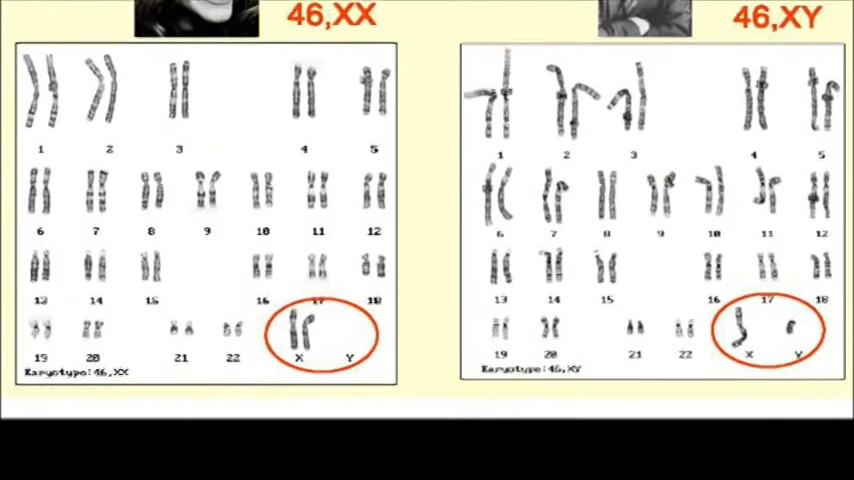 46,XX
1 2 3 4 5
6 7 8 9 10 11 12
13 14 15 16 17 18
19 20 21 22 X Y
Karyotype:46,XX
46,XY
1 2 3 4 5
6 7 8 9 10 11 12
13 14 15 16 17 18
19 20 21 22 X Y
Karyotype:46,XY